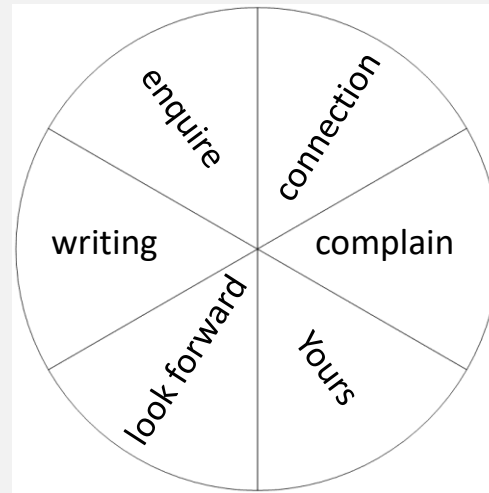 enquire
connection
writing
complain
look forward
Yours